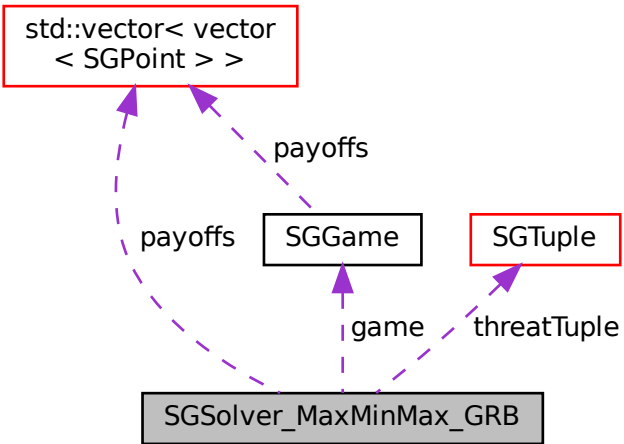 std::vector< vector
< SGPoint > >
payoffs
payoffs
SGGame
SGTuple
game
threatTuple
SGSolver_MaxMinMax_GRB